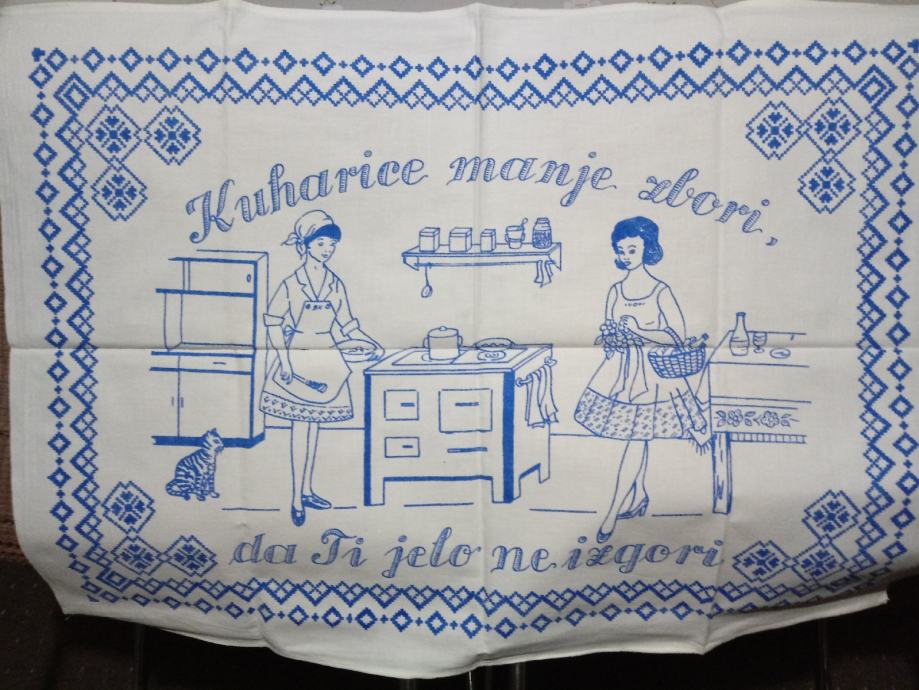 Kuharice manje zbori,
da Ti jelo ne izgori